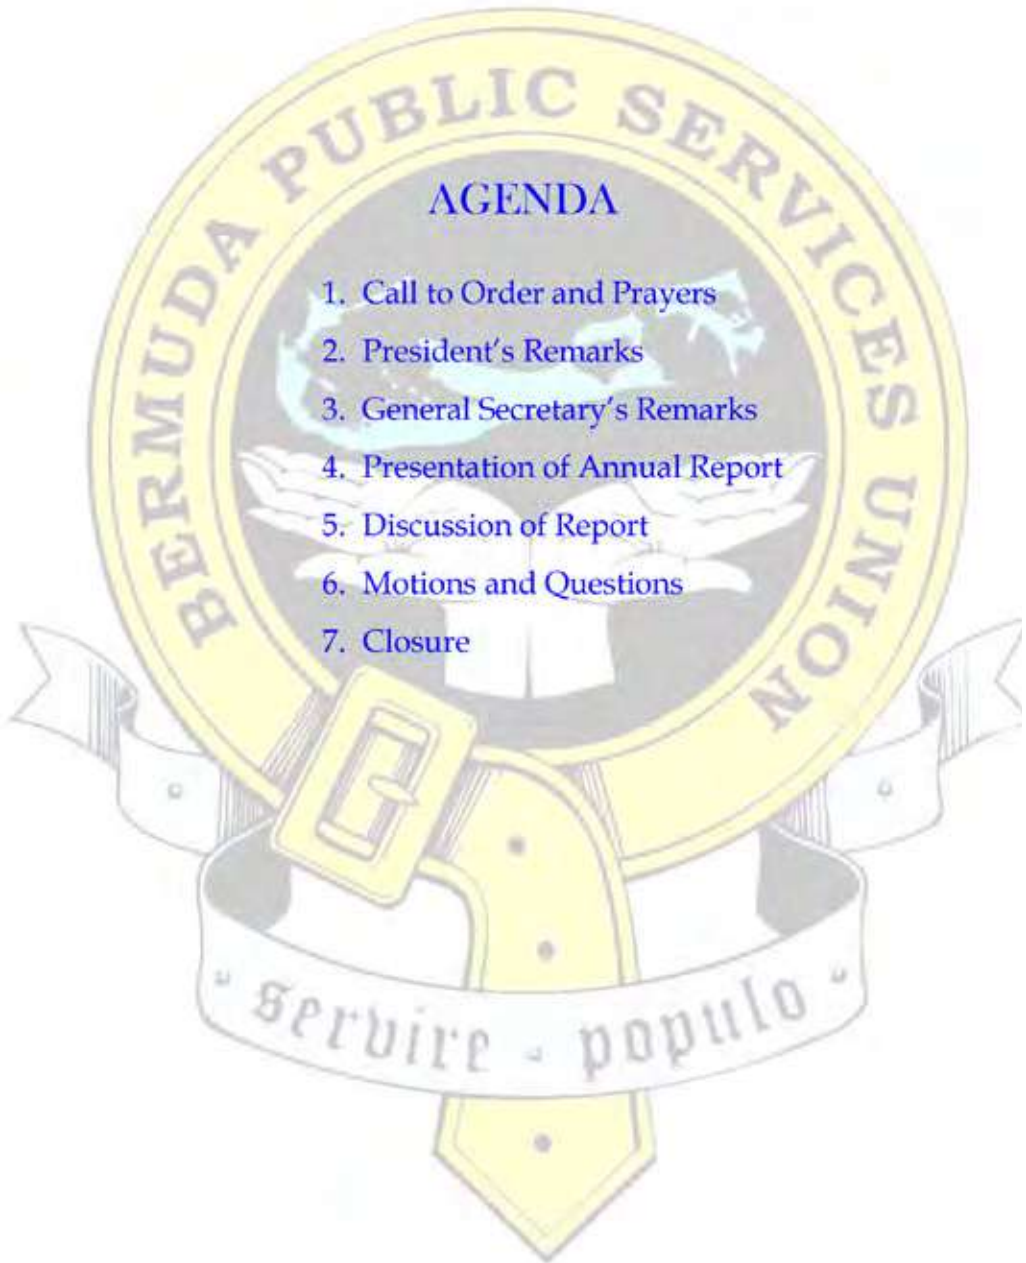 BERMUDA PUBLIC SERVICES UNION
AGENDA
1. Call to Order and Prayers
2. President's Remarks
3. General Secretary's Remarks
4. Presentation of Annual Report
5. Discussion of Report
6. Motions and Questions
7. Closure
servire - populo